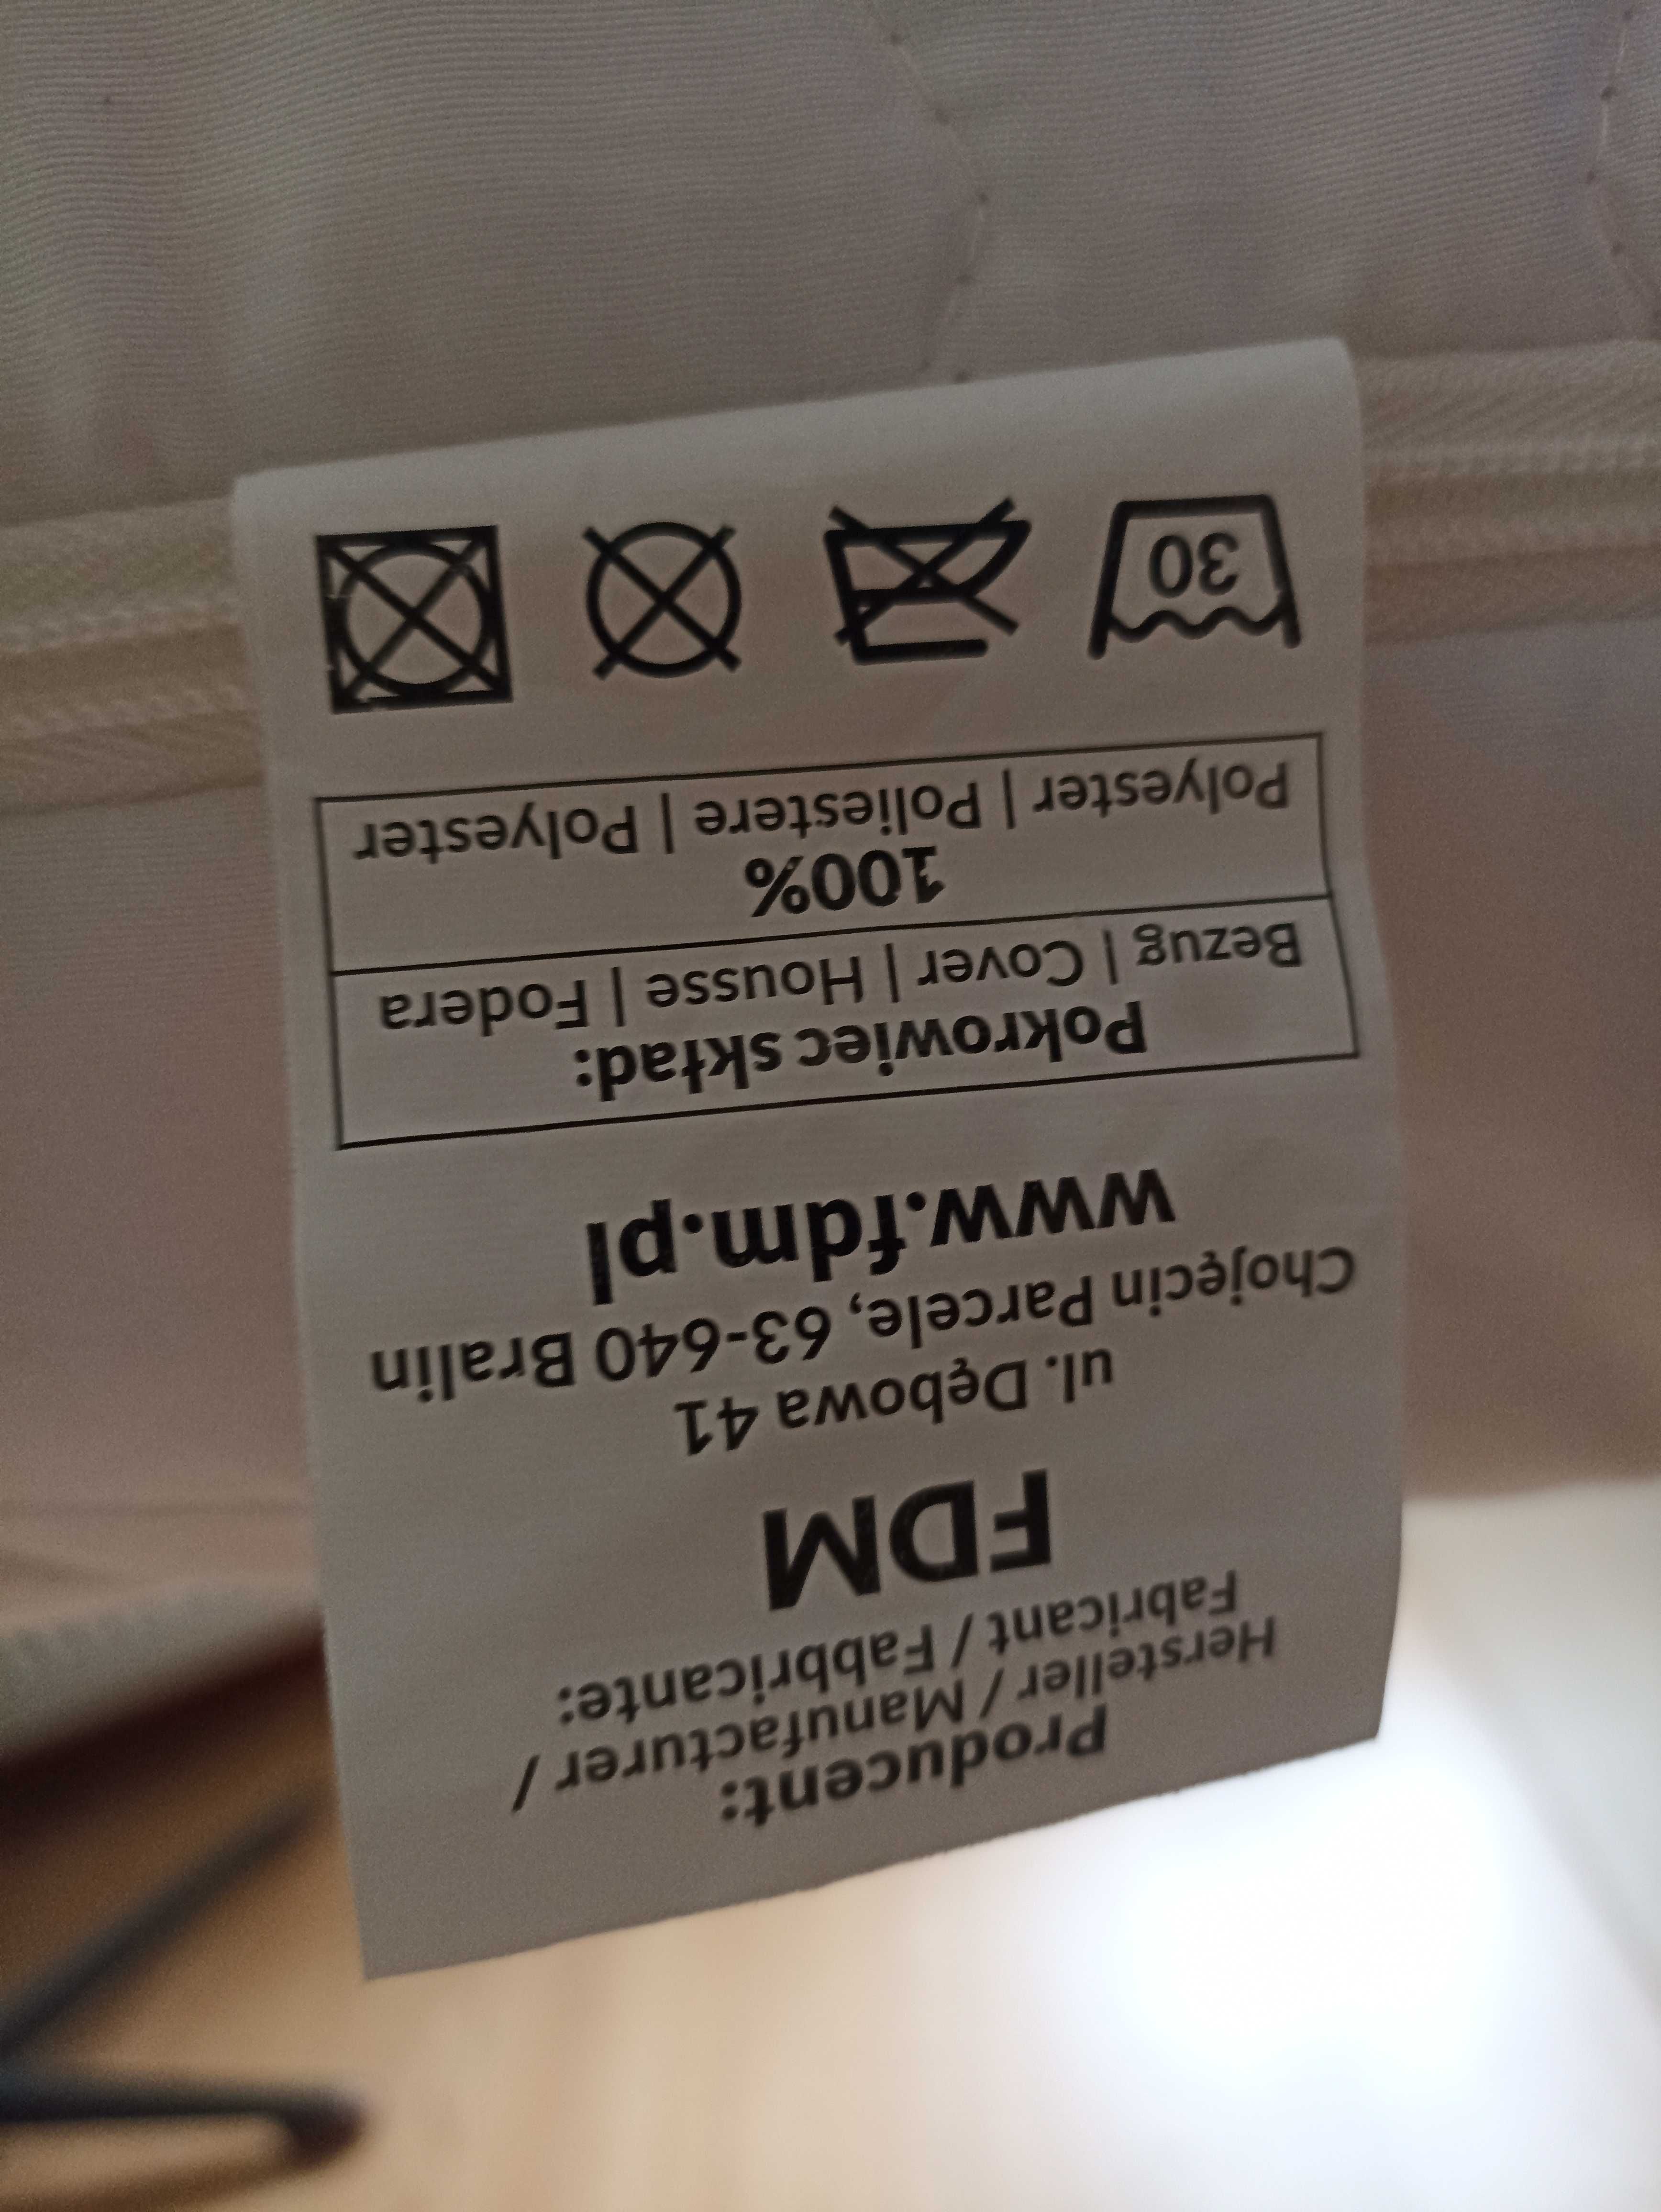 Producent:
Hersteller / Manufacturer /
Fabricant / Fabbricante:
FDM
ul. Dębowa 41
Chojęcin Parcele, 63-640 Bralin
www.fdm.pl
Pokrowiec skład:
Bezug | Cover | Housse | Fodera
100%
Polyester | Poliestere | Polyester
30